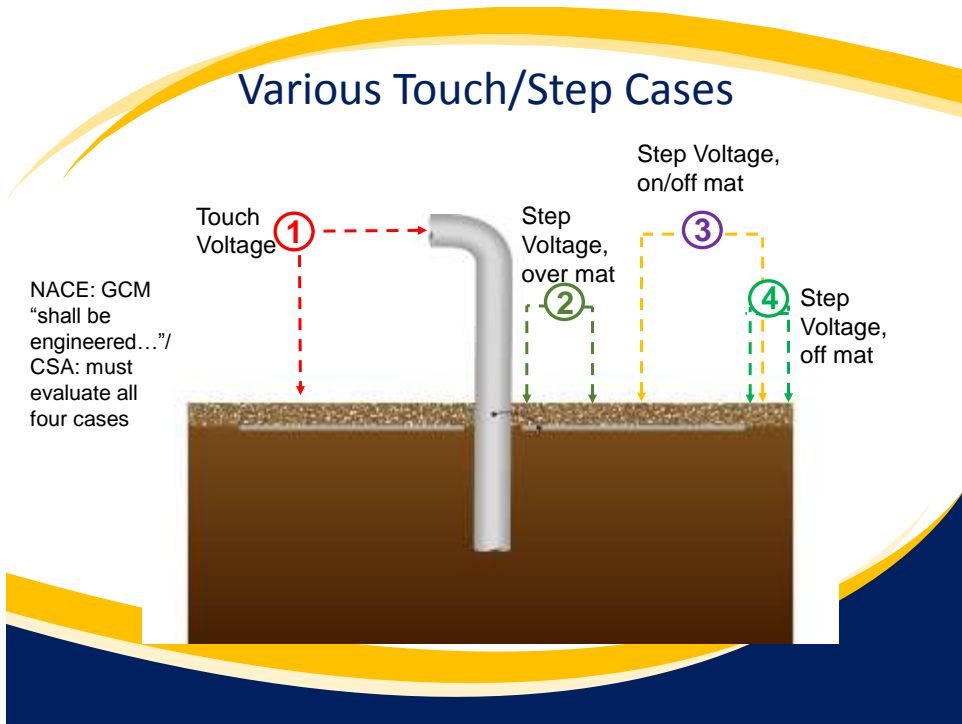 Various Touch/Step Cases
Step Voltage,
on/off mat
3
Touch
Voltage
1
Step
Voltage,
over mat
2
4
Step
Voltage,
off mat
NACE: GCM
“shall be
engineered…”/
CSA: must
evaluate all
four cases